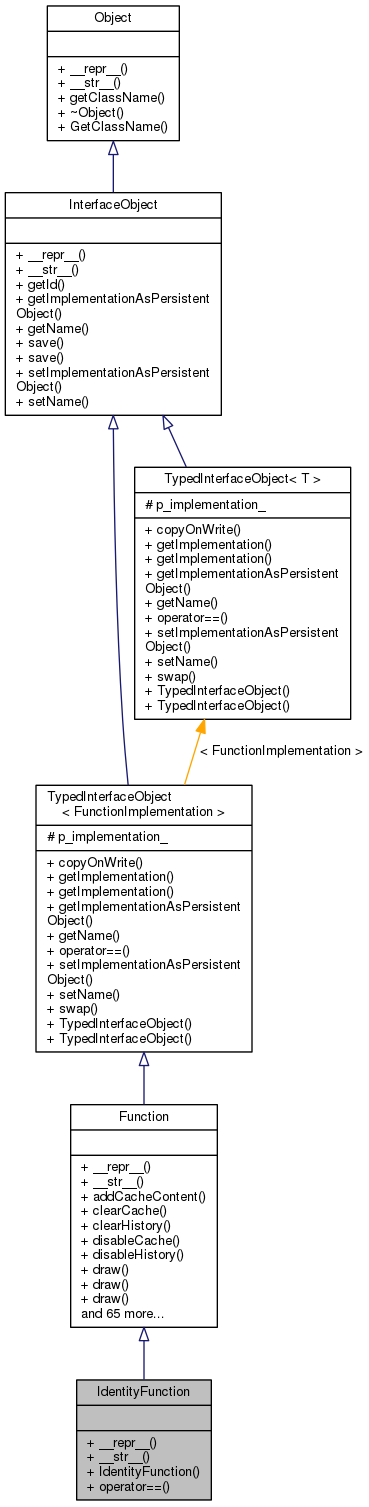 Object
+ __repr__()
+ __str__()
+ getClassName()
+ ~Object()
+ GetClassName()
InterfaceObject
+ __repr__()
+ __str__()
+ getId()
+ getImplementationAsPersistent
Object()
+ getName()
+ save()
+ save()
+ setImplementationAsPersistent
Object()
+ setName()
TypedInterfaceObject< T >
# p_implementation_
+ copyOnWrite()
+ getImplementation()
+ getImplementation()
+ getImplementationAsPersistent
Object()
+ getName()
+ operator==()
+ setImplementationAsPersistent
Object()
+ setName()
+ swap()
+ TypedInterfaceObject()
+ TypedInterfaceObject()
< FunctionImplementation >
TypedInterfaceObject
< FunctionImplementation >
# p_implementation_
+ copyOnWrite()
+ getImplementation()
+ getImplementation()
+ getImplementationAsPersistent
Object()
+ getName()
+ operator==()
+ setImplementationAsPersistent
Object()
+ setName()
+ swap()
+ TypedInterfaceObject()
+ TypedInterfaceObject()
Function
+ __repr__()
+ __str__()
+ addCacheContent()
+ clearCache()
+ clearHistory()
+ disableCache()
+ disableHistory()
+ draw()
+ draw()
+ draw()
and 65 more...
IdentityFunction
+ __repr__()
+ __str__()
+ IdentityFunction()
+ operator==()